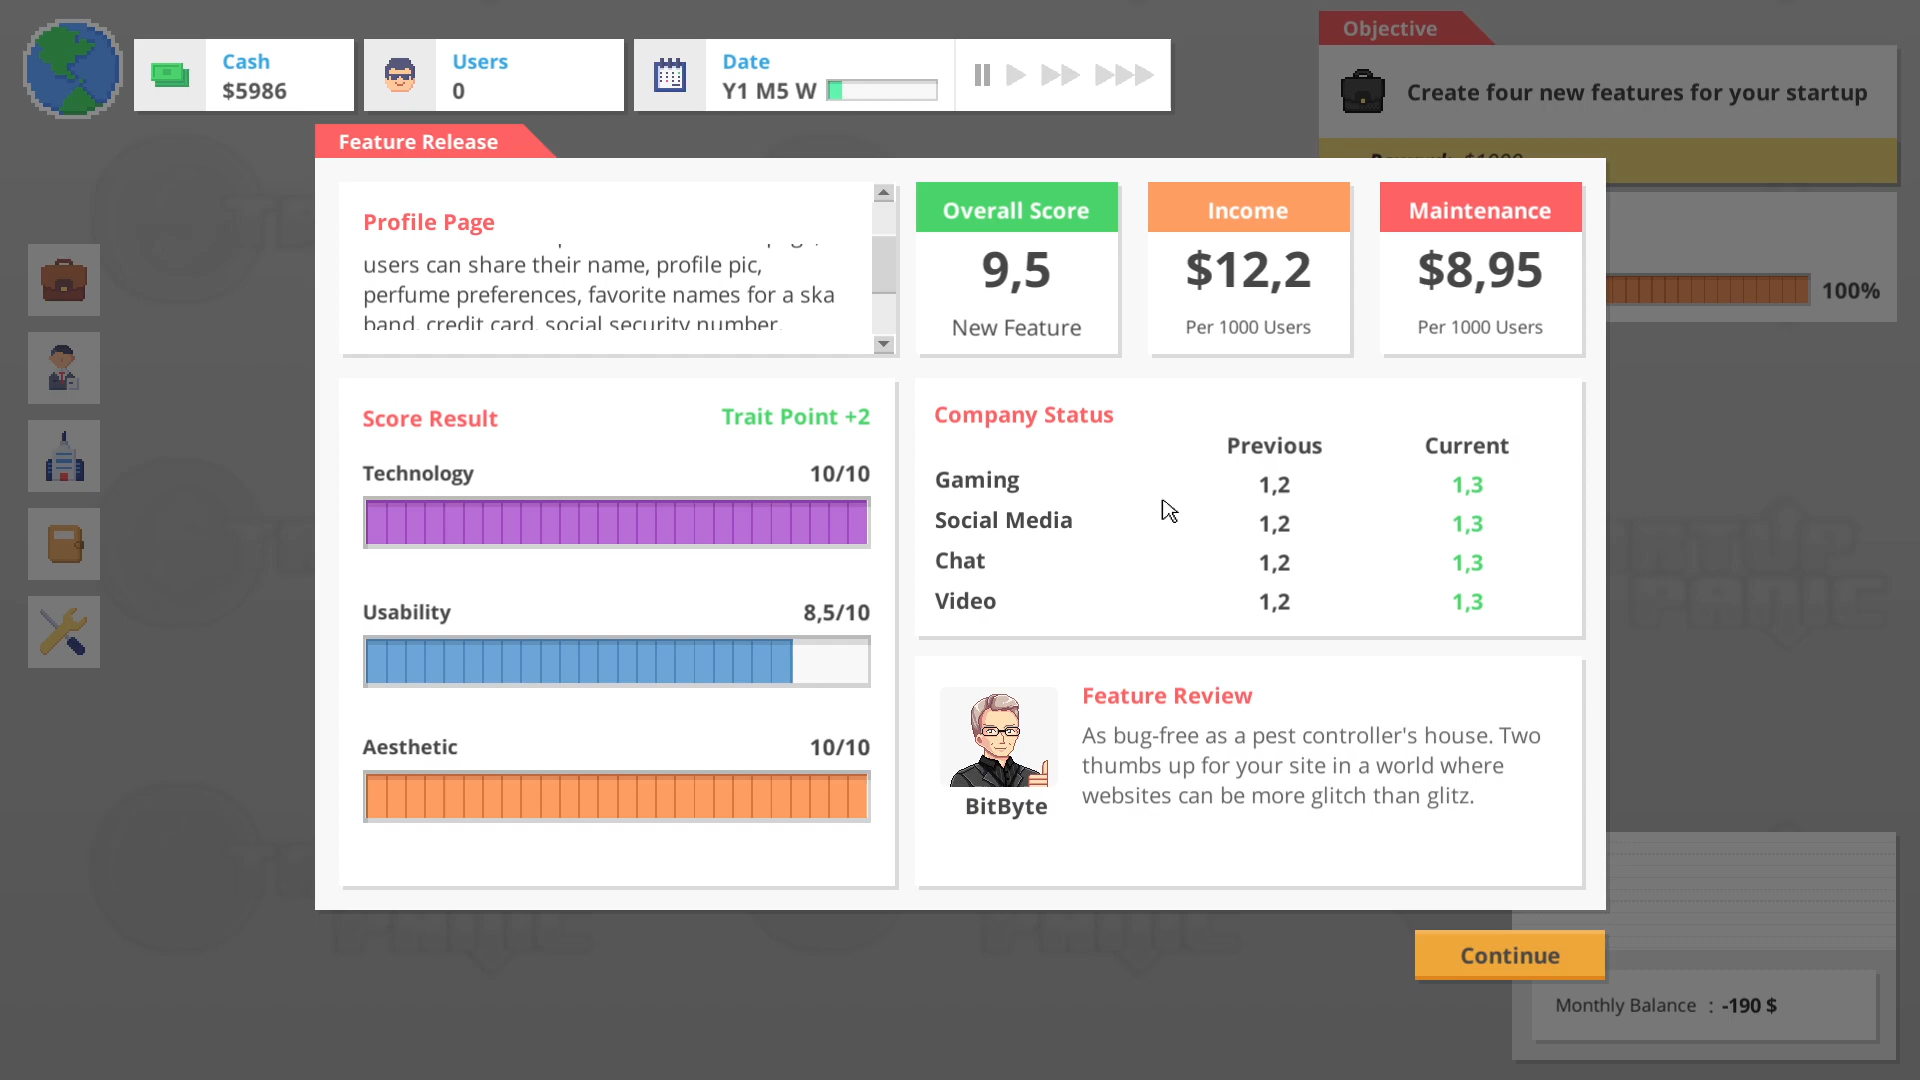 Objective
Cash
$5986
Users
0
Date
Y1 M5 W
Create four new features for your startup
Feature Release
Profile Page
users can share their name, profile pic,
perfume preferences, favorite names for a ska
band, credit card, social security number,
Overall Score
9,5
New Feature
Income
$12,2
Per 1000 Users
Maintenance
$8,95
Per 1000 Users
100%
Score Result
Trait Point +2
Technology
10/10
Usability
8,5/10
Aesthetic
10/10
Company Status
Previous
Current
Gaming
1,2
1,3
Social Media
1,2
1,3
Chat
1,2
1,3
Video
1,2
1,3
Feature Review
As bug-free as a pest controller's house. Two
thumbs up for your site in a world where
websites can be more glitch than glitz.
BitByte
Continue
Monthly Balance : -190 $